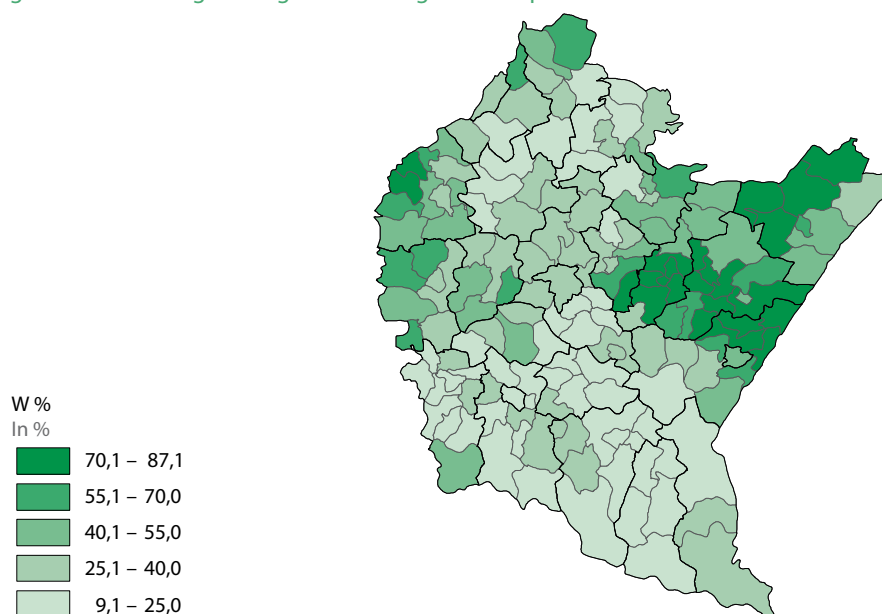 W %
In %
70,1 – 87,1
55,1 – 70,0
40,1 – 55,0
25,1 – 40,0
9,1 – 25,0